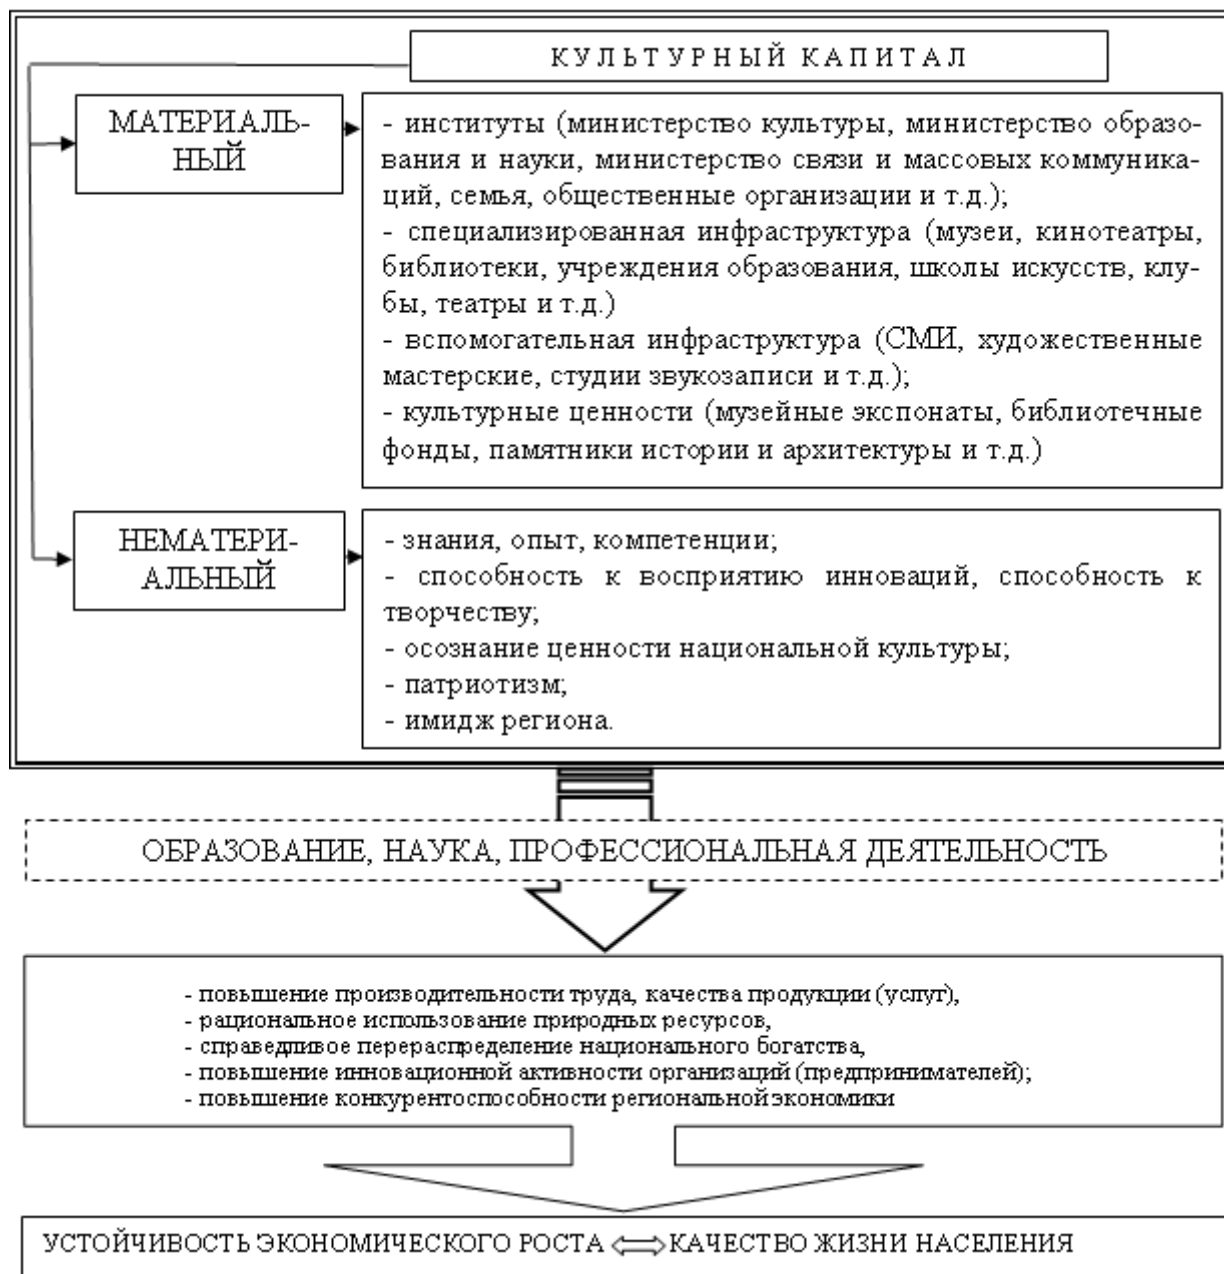 КУЛЬТУРНЫЙ КАПИТАЛ
МАТЕРИАЛЬ-
НЫЙ
- институты (министерство культуры, министерство образо-
вания и науки, министерство связи и массовых коммуника-
ций, семья, общественные организации и т.д.);
- специализированная инфраструктура (музеи, кинотеатры,
библиотеки, учреждения образования, школы искусств, клу-
бы, театры и т.д.)
- вспомогательная инфраструктура (СМИ, художественные
мастерские, студии звукозаписи и т.д.);
- культурные ценности (музейные экспонаты, библиотечные
фонды, памятники истории и архитектуры и т.д.)
НЕМАТЕРИ-
АЛЬНЫЙ
- знания, опыт, компетенции;
- способность к восприятию инноваций, способность к
творчеству;
- осознание ценности национальной культуры;
- патриотизм;
- имидж региона.
ОБРАЗОВАНИЕ, НАУКА, ПРОФЕССИОНАЛЬНАЯ ДЕЯТЕЛЬНОСТЬ
- повышение производительности труда, качества продукции (услуг),
- рациональное использование природных ресурсов,
- справедливое перераспределение национального богатства,
- повышение инновационной активности организаций (предпринимателей);
- повышение конкурентоспособности региональной экономики
УСТОЙЧИВОСТЬ ЭКОНОМИЧЕСКОГО РОСТА ⇔ КАЧЕСТВО ЖИЗНИ НАСЕЛЕНИЯ